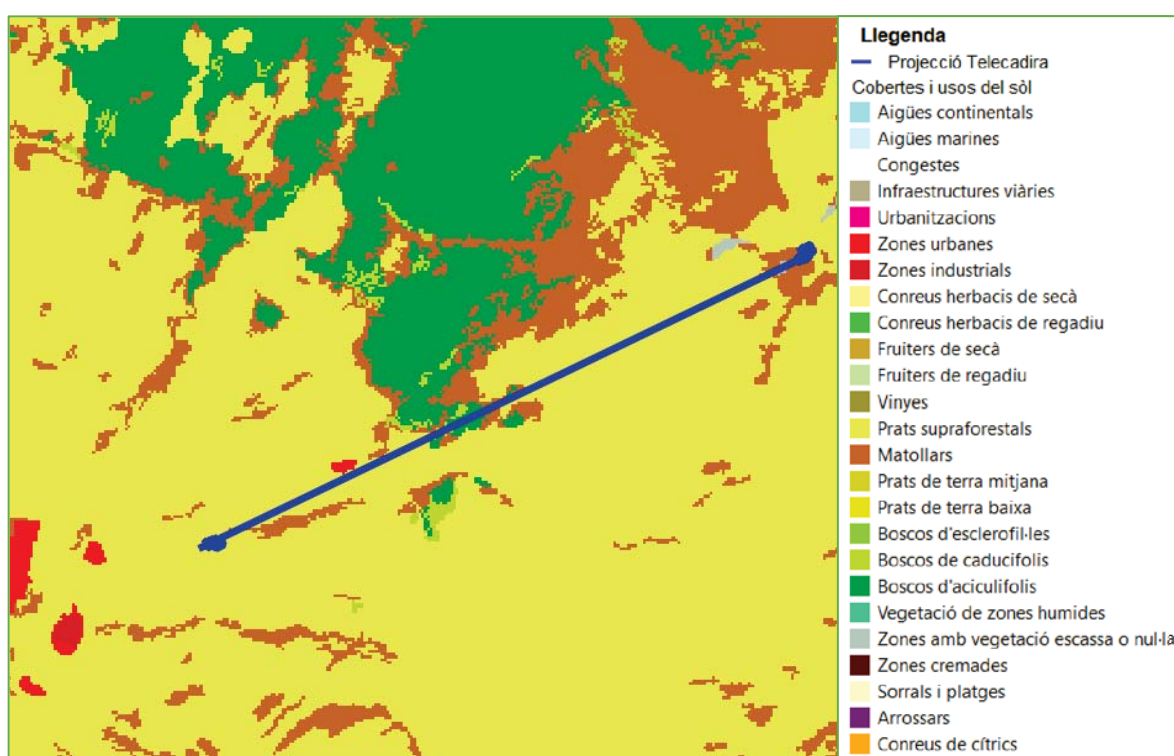 Llegenda
Projecció Telecadira
Cobertes i usos del sòl
Aigües continentals
Aigües marines
Congestes
Infraestructures viàries
Urbanitzacions
Zones urbanes
Zones industrials
Conreus herbacis de secà
Conreus herbacis de regadiu
Fruiters de secà
Fruiters de regadiu
Vinyes
Prats supraforestals
Matollars
Prats de terra mitjana
Prats de terra baixa
Boscos d'esclerofil·les
Boscos de caducifolis
Boscos d'aciculifolis
Vegetació de zones humides
Zones amb vegetació escassa o nul·la
Zones cremades
Sorrals i platges
Arrossars
Conreus de cítrics